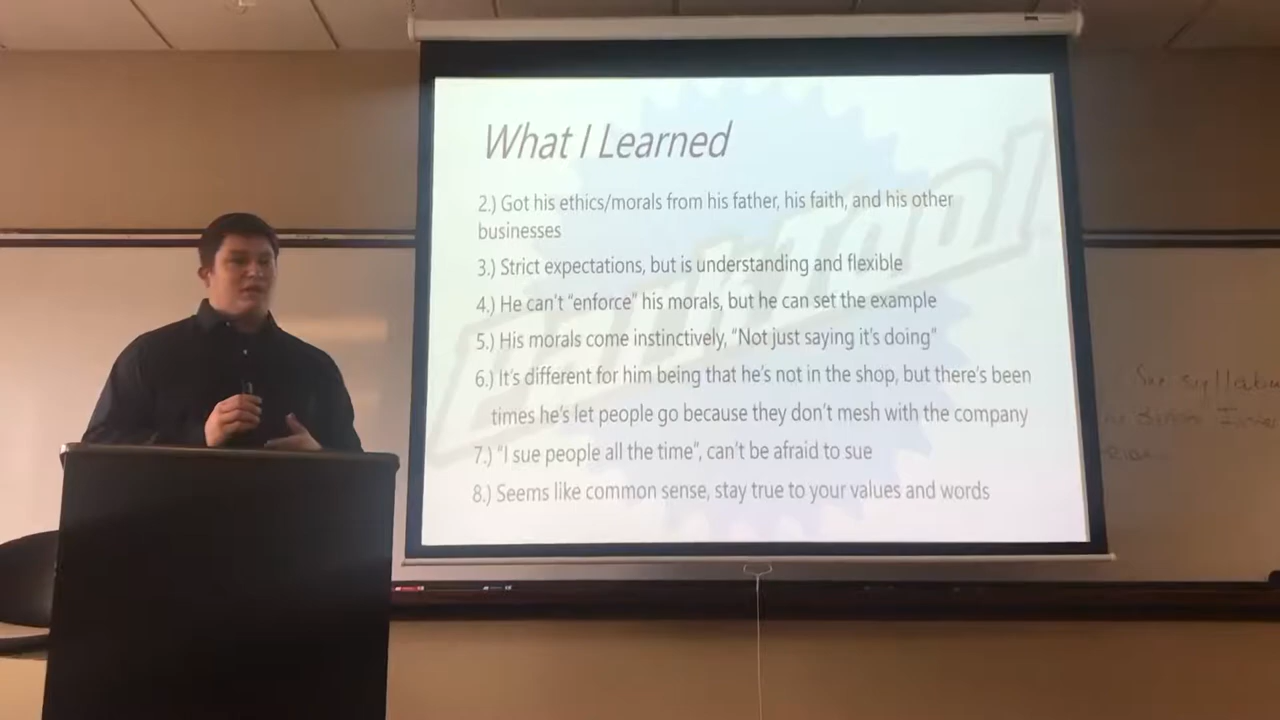 What I Learned
2.) Got his ethics/morals from his father, his faith, and his other
businesses
3.) Strict expectations, but is understanding and flexible
4.) He can't "enforce" his morals, but he can set the example
5.) His morals come instinctively, "Not just saying it's doing"
6.) It's different for him being that he's not in the shop, but there's been
times he's let people go because they don't mesh with the company
7.) "I sue people all the time", can't be afraid to sue
8.) Seems like common sense, stay true to your values and words